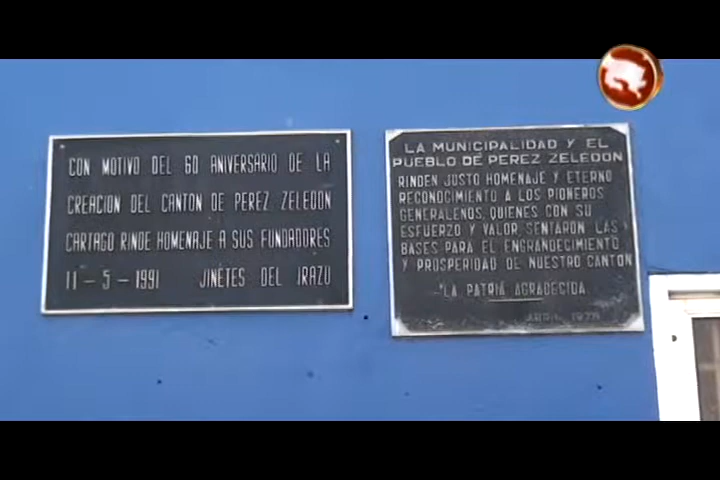 CON MOTIVO DEL 60 ANIVERSARIO DE LA
CREACION DEL CANTON DE PEREZ ZELEDON
CARTAGO RINDE HOMENAJE A SUS FUNDADORES
11-5-1991 JINETES DEL IRAZU
LA MUNICIPALIDAD Y EL
PUEBLO DE PEREZ ZELEDON
RINDEN JUSTO HOMENAJE Y ETERNO
RECONOCIMIENTO A LOS PIONEROS
GENERALEÑOS, QUIENES CON SU
ESFUERZO Y VALOR SENTARON LAS
BASES PARA EL ENGRANDECIMIENTO
Y PROSPERIDAD DE NUESTRO CANTON
"LA PATRIA AGRADECIDA
ABRIL